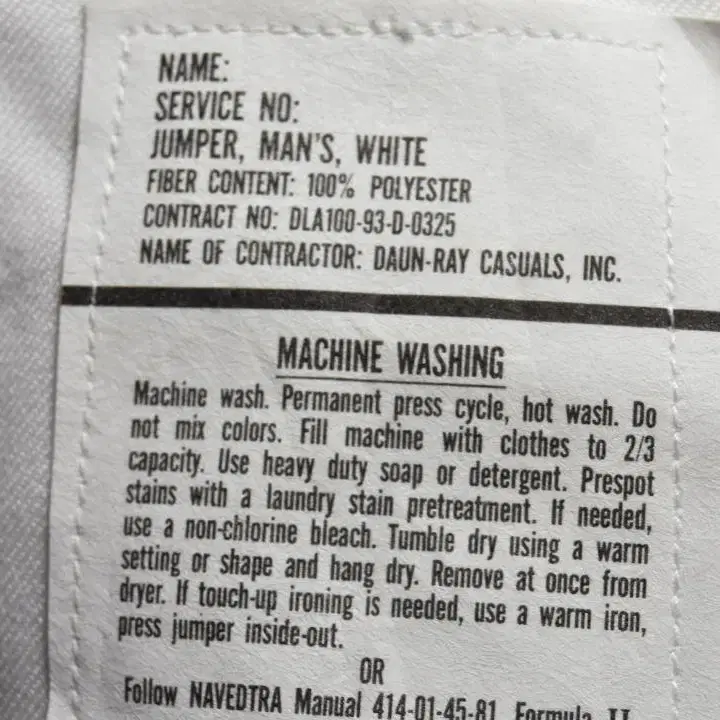 NAME:
SERVICE NO:
JUMPER, MAN'S, WHITE
FIBER CONTENT: 100% POLYESTER
CONTRACT NO: DLA100-93-D-0325
NAME OF CONTRACTOR: DAUN-RAY CASUALS, INC.
MACHINE WASHING
Machine wash. Permanent press cycle, hot wash. Do
not mix colors. Fill machine with clothes to 2/3
capacity. Use heavy duty soap or detergent. Prespot
stains with a laundry stain pretreatment. If needed,
use a non-chlorine bleach. Tumble dry using a warm
setting or shape and hang dry. Remove at once from
dryer. If touch-up ironing is needed, use a warm iron,
press jumper inside-out.
OR
Follow NAVEDTRA Manual 414-01-45-81 Formula II